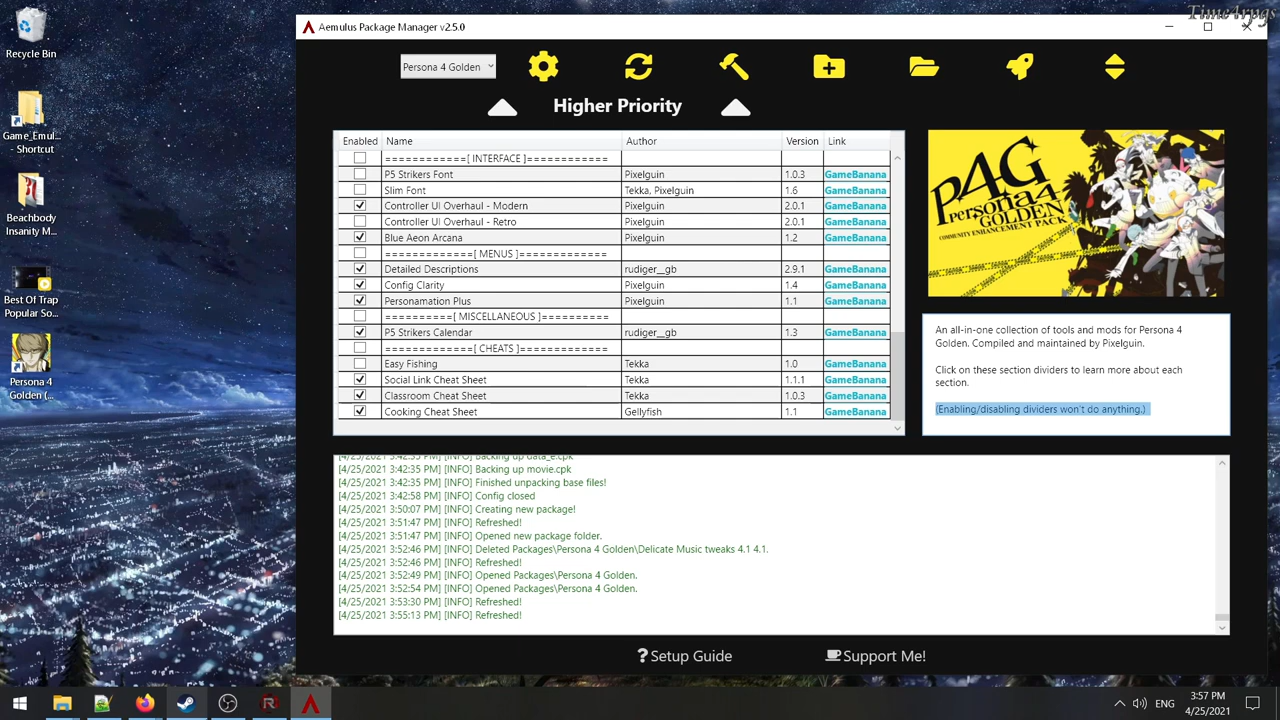 TimeArpgs
Recycle Bin
Game_Emul...
Shortcut
Beachbody
Insanity M...
Best Of Trap
Popular So...
Persona 4
Golden (...
Aemulus Package Manager v2.5.0
Persona 4 Golden
Higher Priority
Enabled Name Author Version Link
============[ INTERFACE ]============
P5 Strikers Font Pixelguin 1.0.3 GameBanana
Slim Font Tekka, Pixelguin 1.6 GameBanana
Controller UI Overhaul - Modern Pixelguin 2.0.1 GameBanana
Controller UI Overhaul - Retro Pixelguin 2.0.1 GameBanana
Blue Aeon Arcana Pixelguin 1.2 GameBanana
=============[ MENUS ]=============
Detailed Descriptions rudiger__gb 2.9.1 GameBanana
Config Clarity Pixelguin 1.4 GameBanana
Personamation Plus Pixelguin 1.1 GameBanana
==========[ MISCELLANEOUS ]==========
P5 Strikers Calendar rudiger__gb 1.3 GameBanana
=============[ CHEATS ]=============
Easy Fishing Tekka 1.0 GameBanana
Social Link Cheat Sheet Tekka 1.1.1 GameBanana
Classroom Cheat Sheet Tekka 1.0.3 GameBanana
Cooking Cheat Sheet Gellyfish 1.1 GameBanana
P4G
Persona4
GOLDEN
COMMUNITY ENHANCEMENT PACK
An all-in-one collection of tools and mods for Persona 4
Golden. Compiled and maintained by Pixelguin.
Click on these section dividers to learn more about each
section.
(Enabling/disabling dividers won't do anything.)
[4/25/2021 3:42:35 PM] [INFO] Backing up data_e.cpk
[4/25/2021 3:42:35 PM] [INFO] Backing up movie.cpk
[4/25/2021 3:42:35 PM] [INFO] Finished unpacking base files!
[4/25/2021 3:42:58 PM] [INFO] Config closed
[4/25/2021 3:50:07 PM] [INFO] Creating new package!
[4/25/2021 3:51:47 PM] [INFO] Refreshed!
[4/25/2021 3:51:47 PM] [INFO] Opened new package folder.
[4/25/2021 3:52:46 PM] [INFO] Deleted Packages\Persona 4 Golden\Delicate Music tweaks 4.1 4.1.
[4/25/2021 3:52:46 PM] [INFO] Refreshed!
[4/25/2021 3:52:49 PM] [INFO] Opened Packages\Persona 4 Golden.
[4/25/2021 3:52:54 PM] [INFO] Opened Packages\Persona 4 Golden.
[4/25/2021 3:53:30 PM] [INFO] Refreshed!
[4/25/2021 3:55:13 PM] [INFO] Refreshed!
? Setup Guide
Support Me!
ENG
3:57 PM
4/25/2021